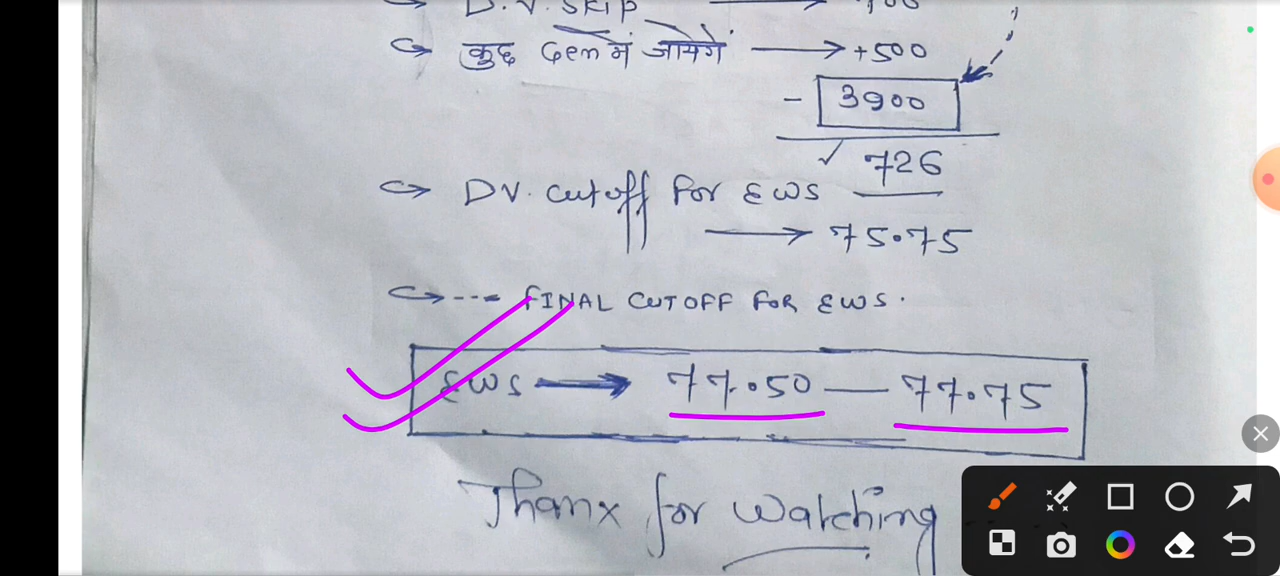 D.V. Skip
कुछ Gen में जायेगें → +500
- 3900
√ 726
DV. Cutoff For EWS
→ 75.75
FINAL CUTOFF FOR EWS.
EWS → 77.50 — 77.75
Thanx for watching